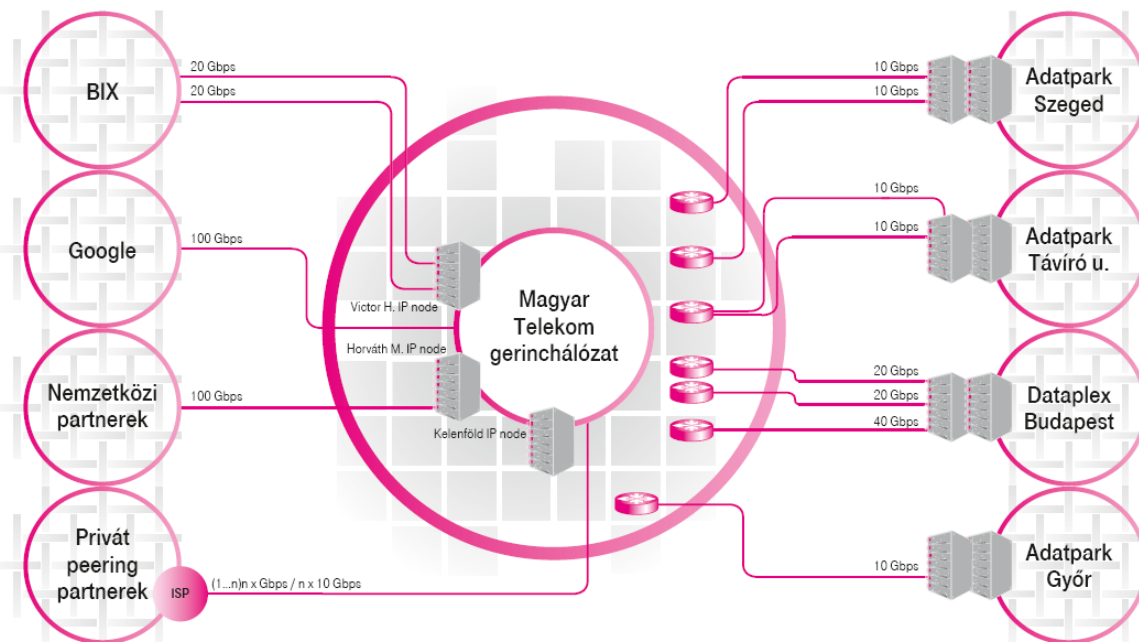 BIX
20 Gbps
20 Gbps
Google
100 Gbps
Nemzetközi
partnerek
100 Gbps
Privát
peering
partnerek
ISP
(1...n)n x Gbps / n x 10 Gbps
Victor H. IP node
Horváth M. IP node
Kelenföld IP node
Magyar
Telekom
gerinchálózat
10 Gbps
10 Gbps
Adatpark
Szeged
10 Gbps
10 Gbps
Adatpark
Távíró u.
20 Gbps
20 Gbps
40 Gbps
Dataplex
Budapest
10 Gbps
Adatpark
Győr